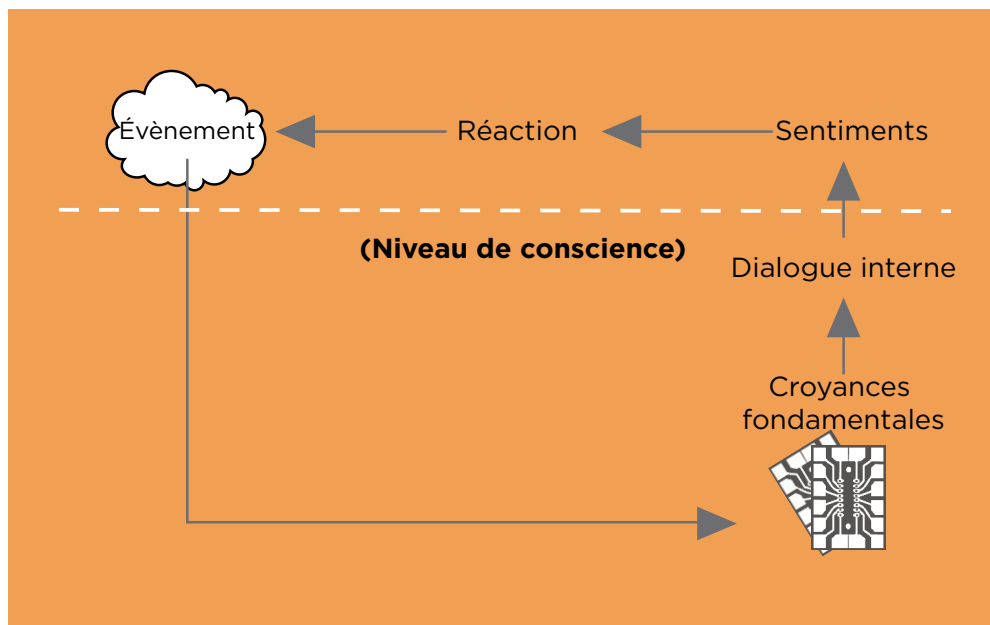 Évènement
Réaction
Sentiments
(Niveau de conscience)
Dialogue interne
Croyances
fondamentales